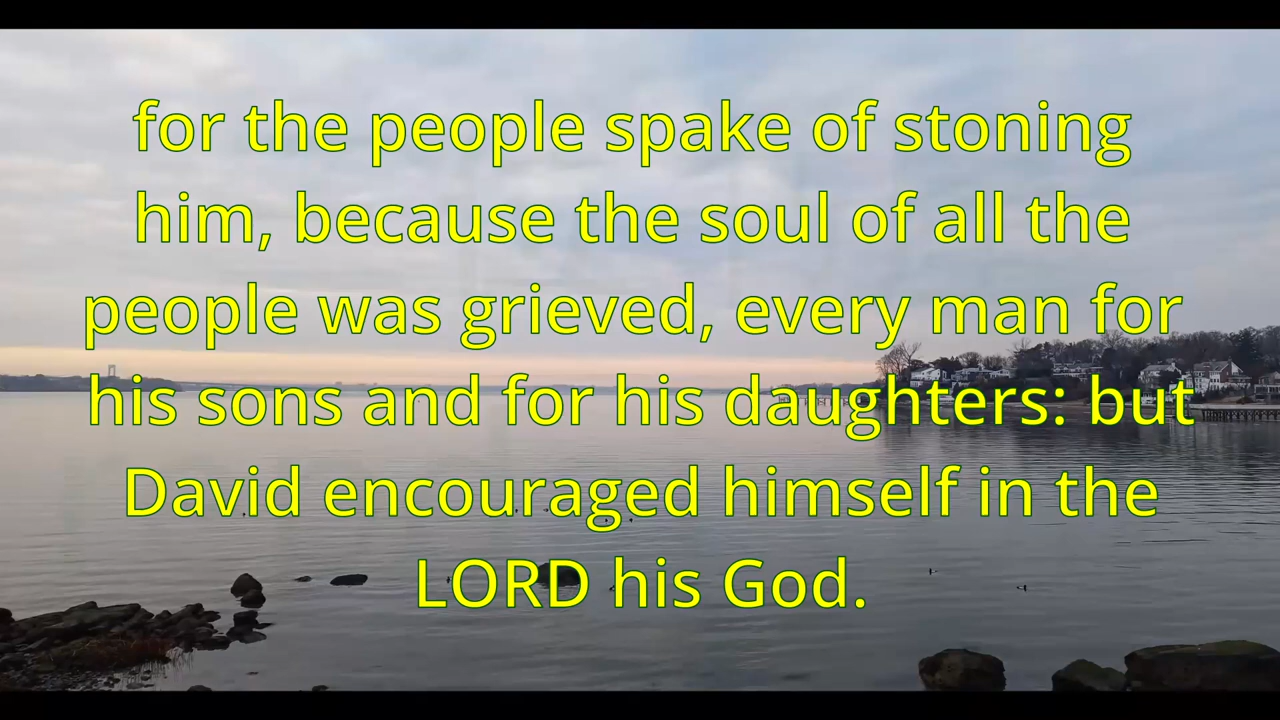 for the people spake of stoning
him, because the soul of all the
people was grieved, every man for
his sons and for his daughters: but
David encouraged himself in the
LORD his God.